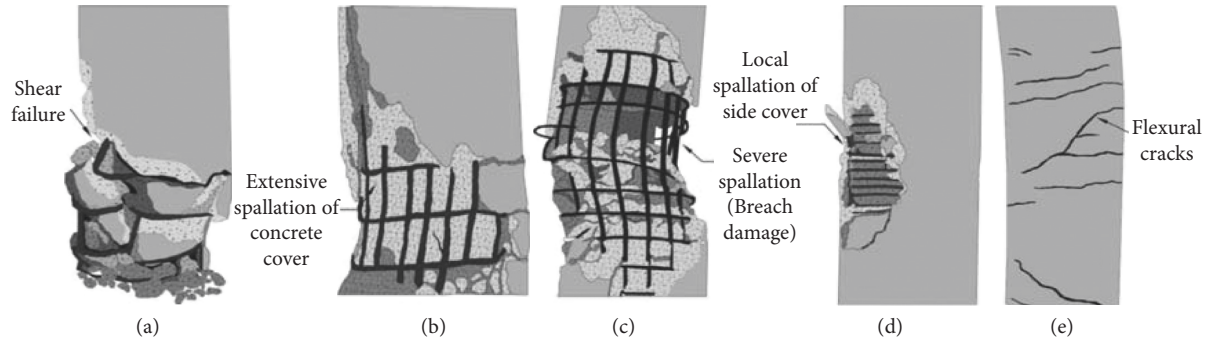 Shear
failure
Extensive
spallation of
concrete
cover
Severe
spallation
(Breach
damage)
Local
spallation of
side cover
Flexural
cracks
(a)
(b)
(c)
(d)
(e)